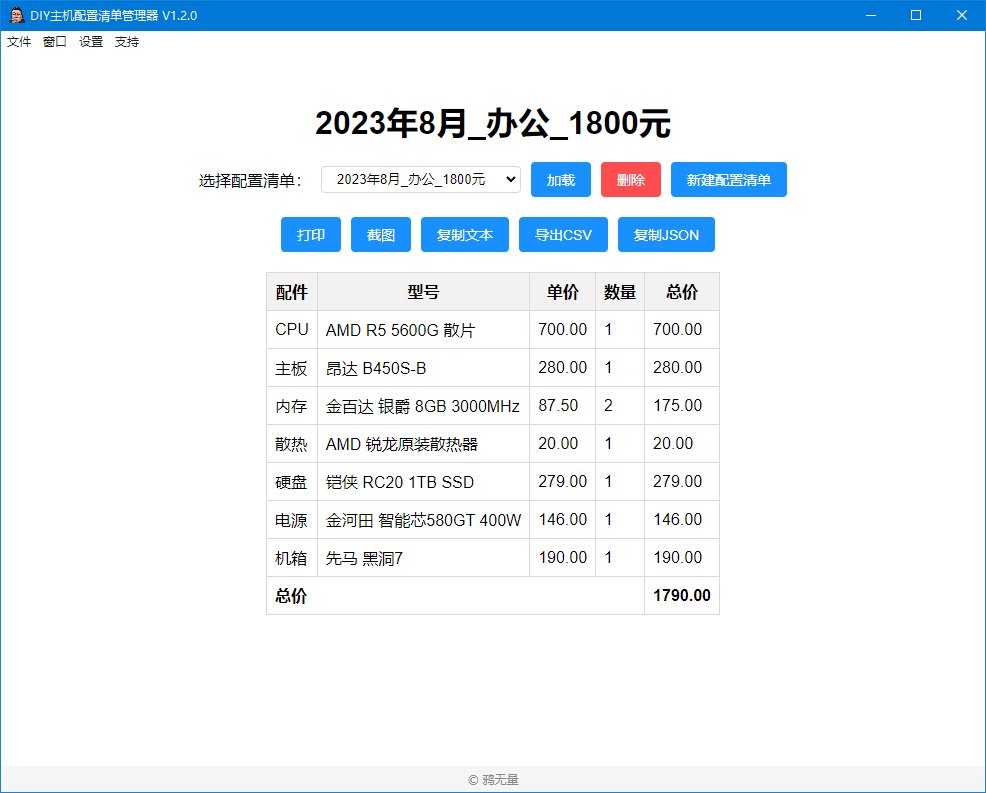 DIY主机配置清单管理器 V1.2.0
文件 窗口 设置 支持
2023年8月_办公_1800元
选择配置清单： 2023年8月_办公_1800元 加载 删除 新建配置清单
打印 截图 复制文本 导出CSV 复制JSON
配件 型号 单价 数量 总价
CPU AMD R5 5600G 散片 700.00 1 700.00
主板 昂达 B450S-B 280.00 1 280.00
内存 金百达 银爵 8GB 3000MHz 87.50 2 175.00
散热 AMD 锐龙原装散热器 20.00 1 20.00
硬盘 铠侠 RC20 1TB SSD 279.00 1 279.00
电源 金河田 智能芯580GT 400W 146.00 1 146.00
机箱 先马 黑洞7 190.00 1 190.00
总价 1790.00
© 鸦无量